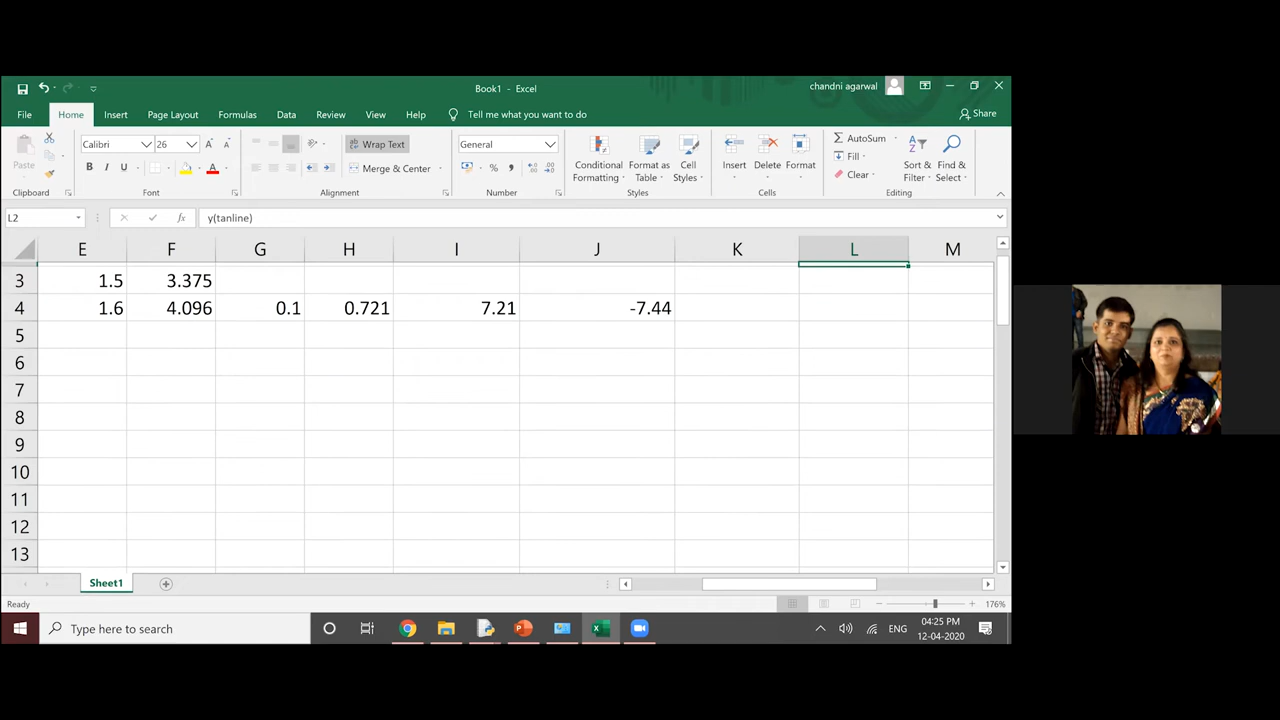 Book1 - Excel
chandni agarwal
File Home Insert Page Layout Formulas Data Review View Help Tell me what you want to do Share
Paste
Calibri 26
B I U
Wrap Text
Merge & Center
General
% ,
Conditional Formatting
Format as Table
Cell Styles
Insert Delete Format
AutoSum
Fill
Clear
Sort & Filter
Find & Select
Clipboard Font Alignment Number Styles Cells Editing
L2 fx y(tanline)
E F G H I J K L M
3 1.5 3.375
4 1.6 4.096 0.1 0.721 7.21 -7.44
5
6
7
8
9
10
11
12
13
Sheet1
Ready 176%
Type here to search ENG 04:25 PM
12-04-2020